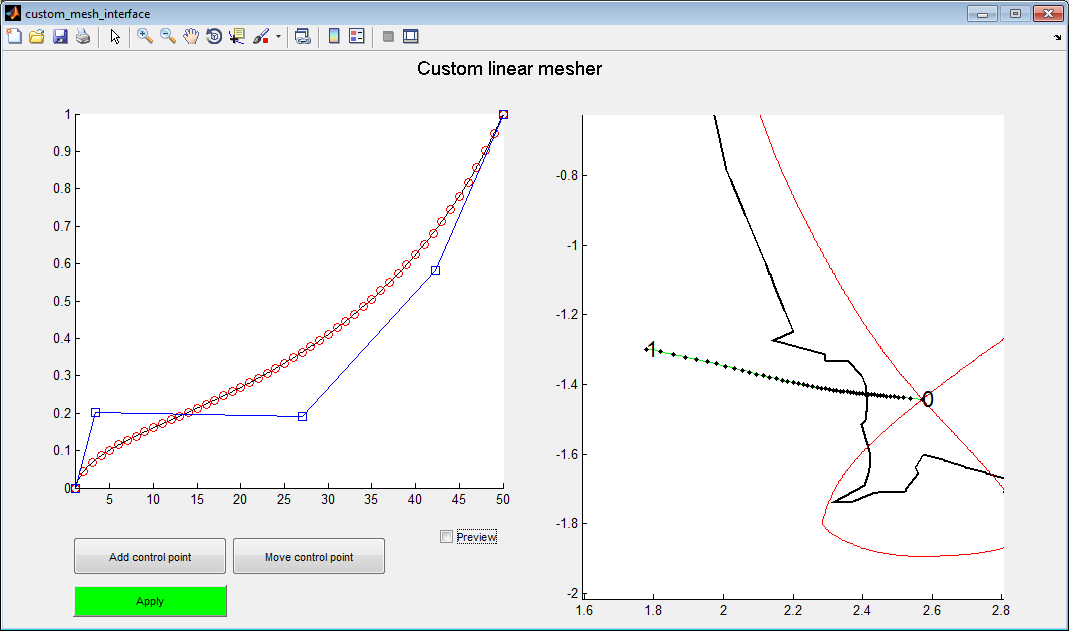 custom_mesh_interface
Custom linear mesher
1
0.9
0.8
0.7
0.6
0.5
0.4
0.3
0.2
0.1
0
5 10 15 20 25 30 35 40 45 50
-0.8
-1
-1.2
-1.4
-1.6
-1.8
-2
1.6 1.8 2 2.2 2.4 2.6 2.8
1
0
Preview
Add control point
Move control point
Apply